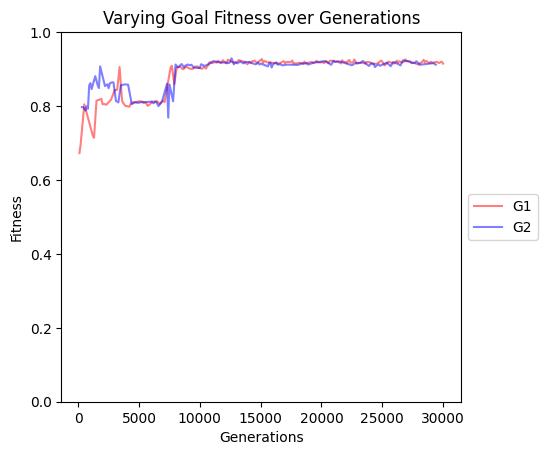 Varying Goal Fitness over Generations
1.0
0.8
0.6
0.4
0.2
0.0
Fitness
0 5000 10000 15000 20000 25000 30000
Generations
G1
G2